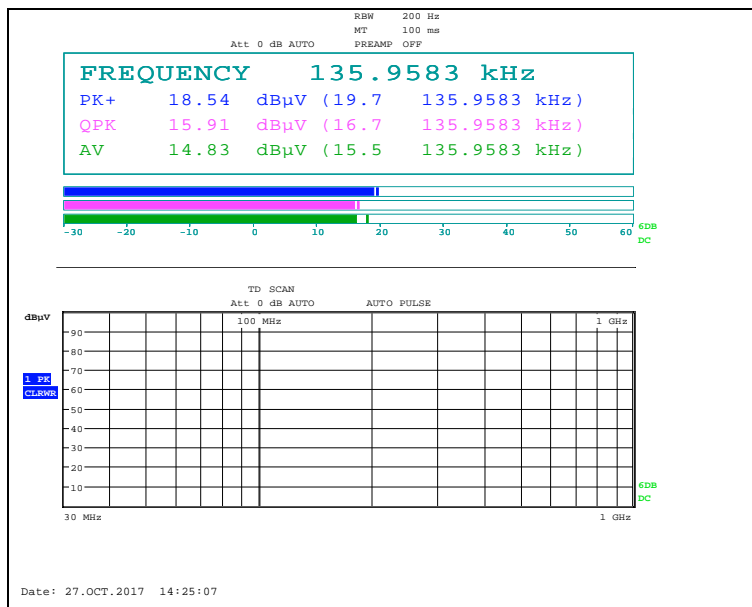 RBW 200 Hz
MT 100 ms
Att 0 dB AUTO PREAMP OFF
FREQUENCY 135.9583 kHz
PK+ 18.54 dBµV (19.7 135.9583 kHz)
QPK 15.91 dBµV (16.7 135.9583 kHz)
AV 14.83 dBµV (15.5 135.9583 kHz)
-30 -20 -10 0 10 20 30 40 50 60
6DB
DC
TD SCAN
Att 0 dB AUTO AUTO PULSE
dBµV
100 MHz 1 GHz
90
80
70
1 PK
60
CLRWR
50
40
30
20
10
6DB
DC
30 MHz 1 GHz
Date: 27.OCT.2017 14:25:07